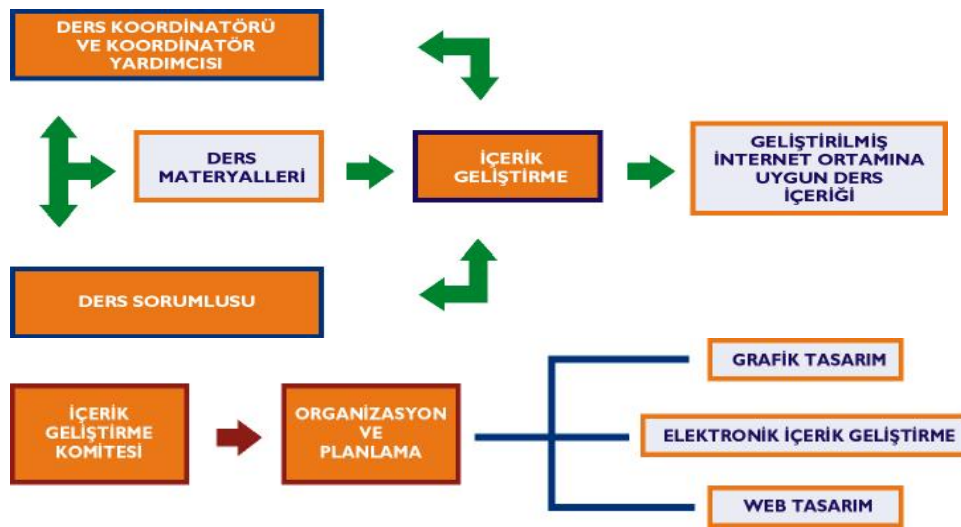 DERS KOORDİNATÖRÜ
VE KOORDİNATÖR
YARDIMCISI
DERS
MATERYALLERİ
İÇERİK
GELİŞTİRME
GELİŞTİRİLMİŞ
İNTERNET ORTAMINA
UYGUN DERS
İÇERİĞİ
DERS SORUMLUSU
İÇERİK
GELİŞTİRME
KOMİTESİ
ORGANİZASYON
VE
PLANLAMA
GRAFİK TASARIM
ELEKTRONİK İÇERİK GELİŞTİRME
WEB TASARIM